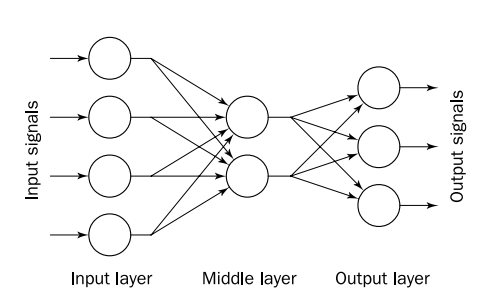 Input signals
Output signals
Input layer
Middle layer
Output layer